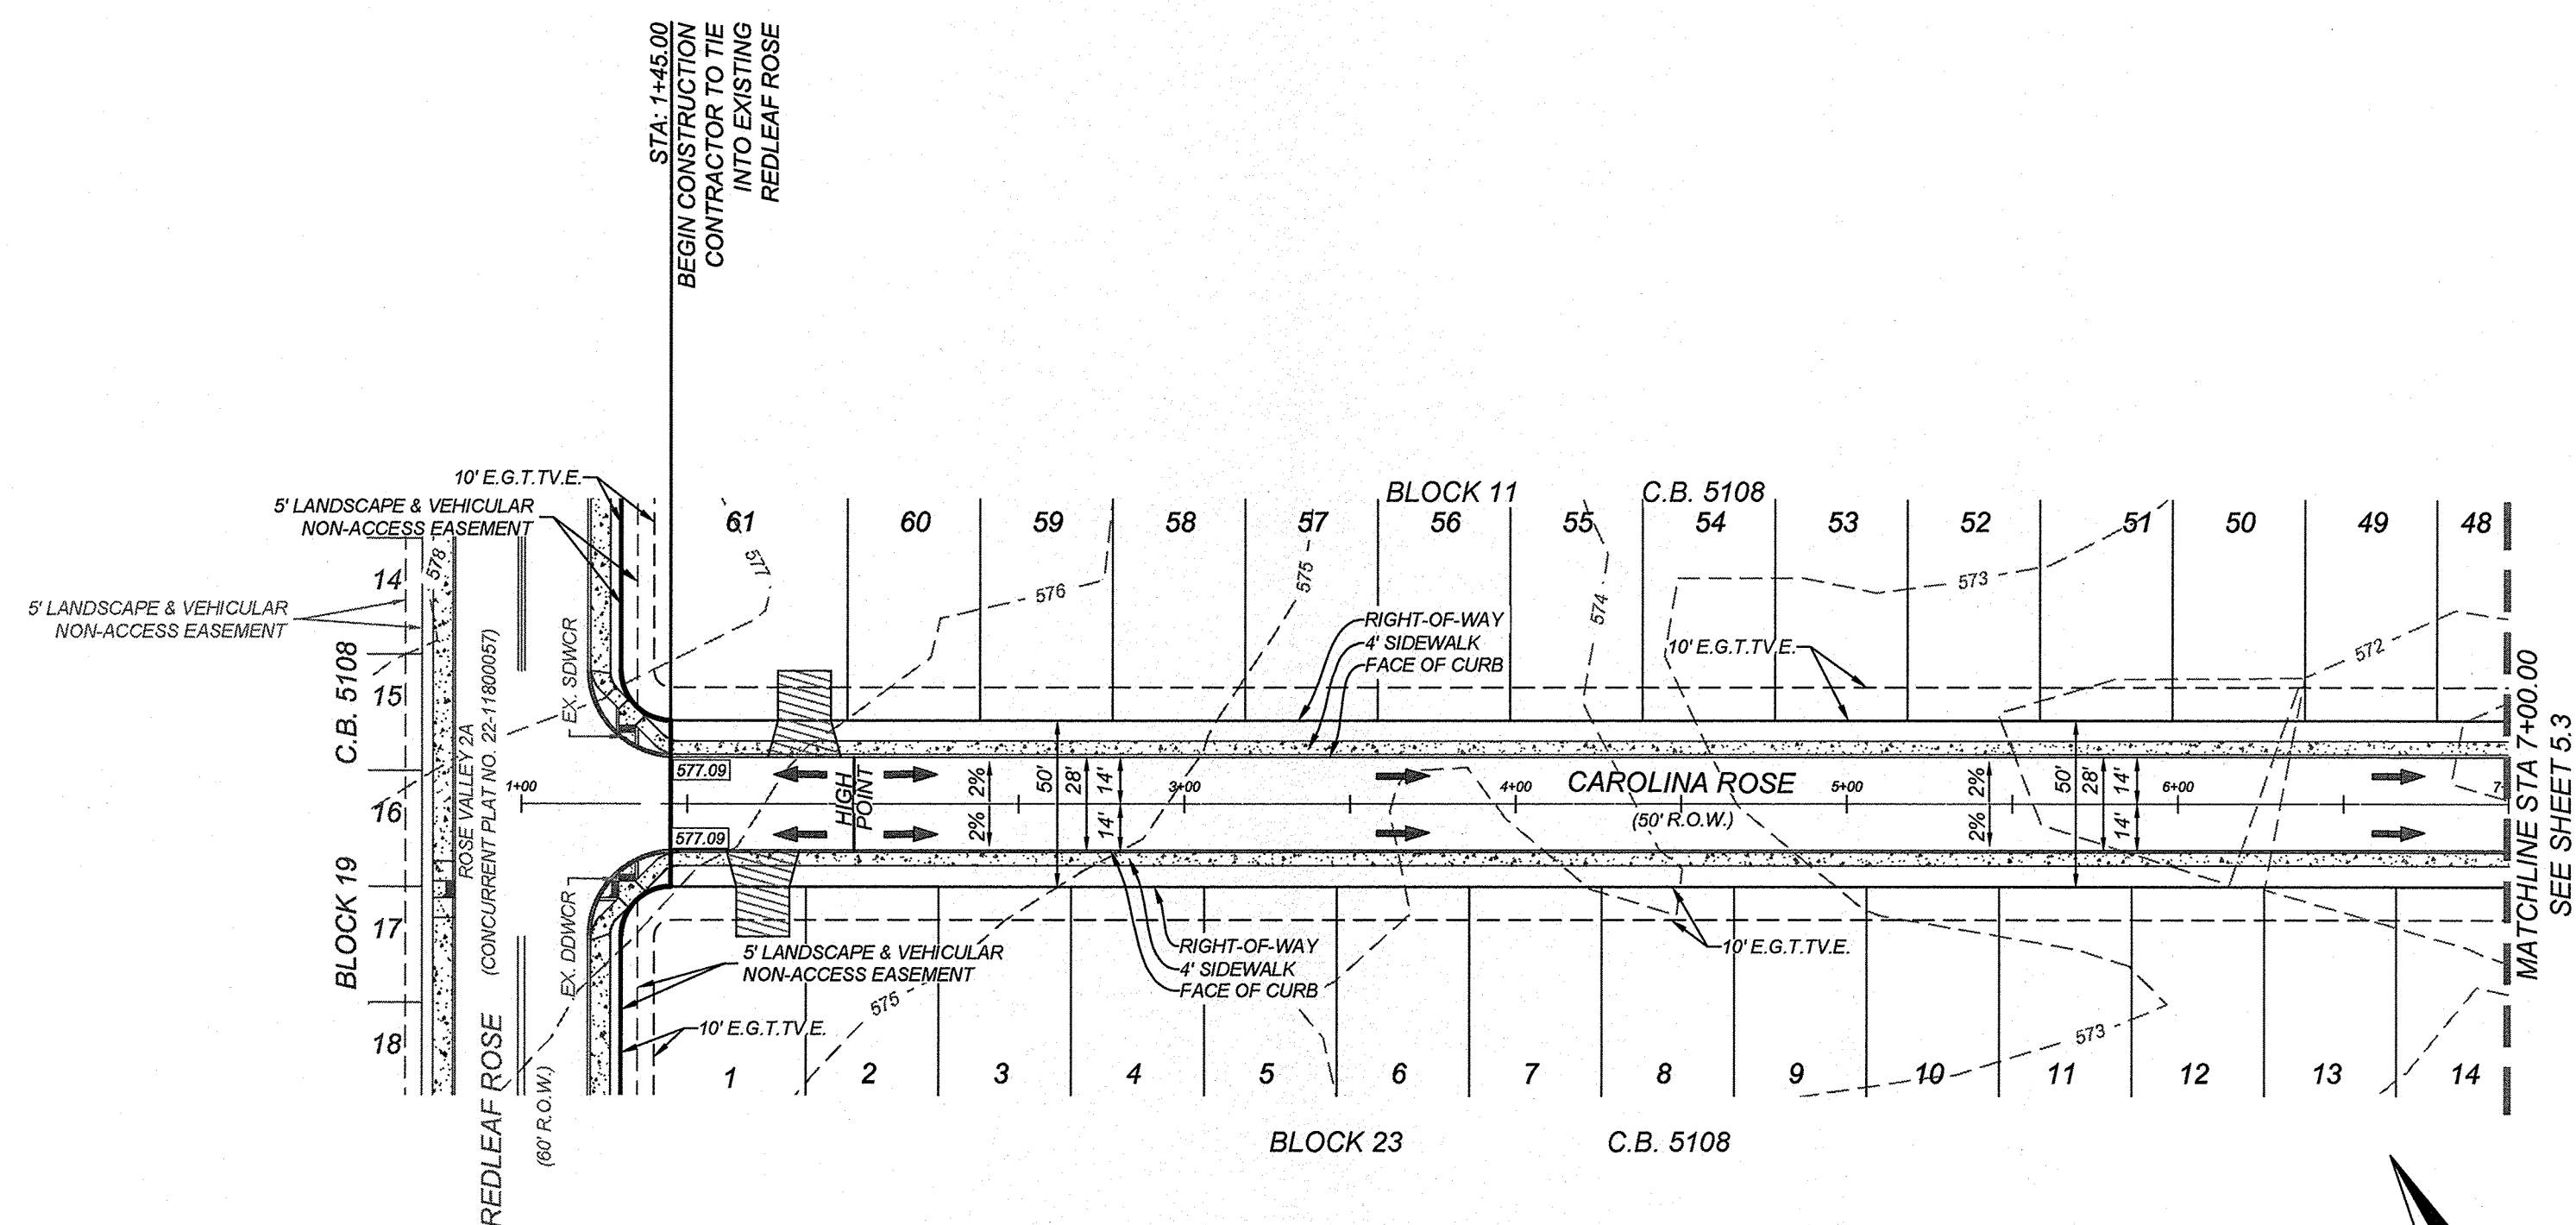 STA: 1+45.00
BEGIN CONSTRUCTION
CONTRACTOR TO TIE
INTO EXISTING
REDLEAF ROSE
10' E.G.T.TV.E.
5' LANDSCAPE & VEHICULAR
NON-ACCESS EASEMENT
BLOCK 11
C.B. 5108
61
60
59
58
57
56
55
54
53
52
51
50
49
48
578
577
576
575
574
573
572
5' LANDSCAPE & VEHICULAR
NON-ACCESS EASEMENT
14
15
16
17
18
C.B. 5108
BLOCK 19
ROSE VALLEY 2A
(CONCURRENT PLAT NO. 22-11800057)
REDLEAF ROSE
(60' R.O.W.)
EX. SDWCR
EX. DDWCR
RIGHT-OF-WAY
4' SIDEWALK
FACE OF CURB
10' E.G.T.TV.E.
577.09
577.09
HIGH
POINT
2%
2%
50'
28'
14'
14'
1+00
3+00
4+00
5+00
6+00
7
CAROLINA ROSE
(50' R.O.W.)
2%
2%
50'
28'
14'
14'
MATCHLINE STA 7+00.00
SEE SHEET 5.3
5' LANDSCAPE & VEHICULAR
NON-ACCESS EASEMENT
10' E.G.T.TV.E.
RIGHT-OF-WAY
4' SIDEWALK
FACE OF CURB
10' E.G.T.TV.E.
575
573
1
2
3
4
5
6
7
8
9
10
11
12
13
14
BLOCK 23
C.B. 5108